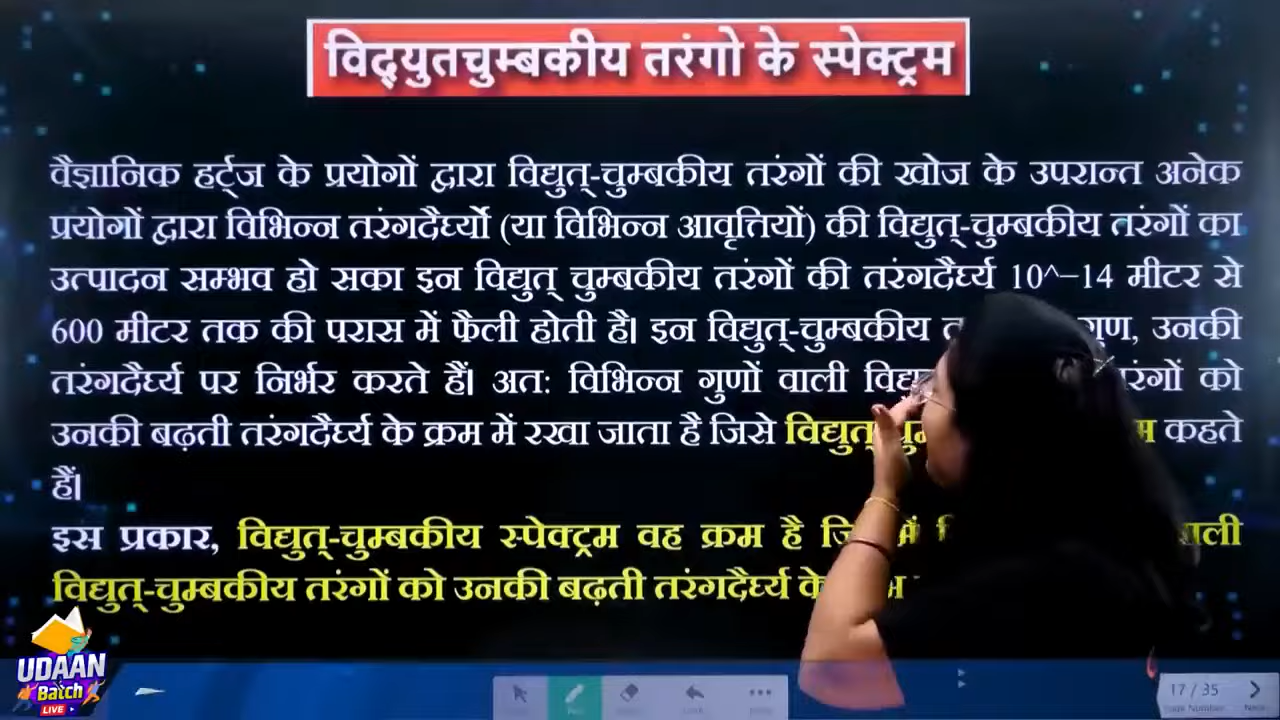 विद्युतचुम्बकीय तरंगो के स्पेक्ट्रम
वैज्ञानिक हर्ट्ज के प्रयोगों द्वारा विद्युत्-चुम्बकीय तरंगों की खोज के उपरान्त अनेक
प्रयोगों द्वारा विभिन्न तरंगदैर्घ्यो (या विभिन्न आवृत्तियों) की विद्युत्-चुम्बकीय तरंगों का
उत्पादन सम्भव हो सका इन विद्युत् चुम्बकीय तरंगों की तरंगदैर्घ्य 10^−14 मीटर से
600 मीटर तक की परास में फैली होती है। इन विद्युत्-चुम्बकीय गुण, उनकी
तरंगदैर्घ्य पर निर्भर करते हैं। अत: विभिन्न गुणों वाली को
उनकी बढ़ती तरंगदैर्घ्य के क्रम में रखा जाता है जिसे कहते
हैं।
इस प्रकार, विद्युत्-चुम्बकीय स्पेक्ट्रम वह क्रम है
विद्युत्-चुम्बकीय तरंगों को उनकी बढ़ती तरंगदैर्घ्य के
UDAAN
Batch
LIVE
17 / 35